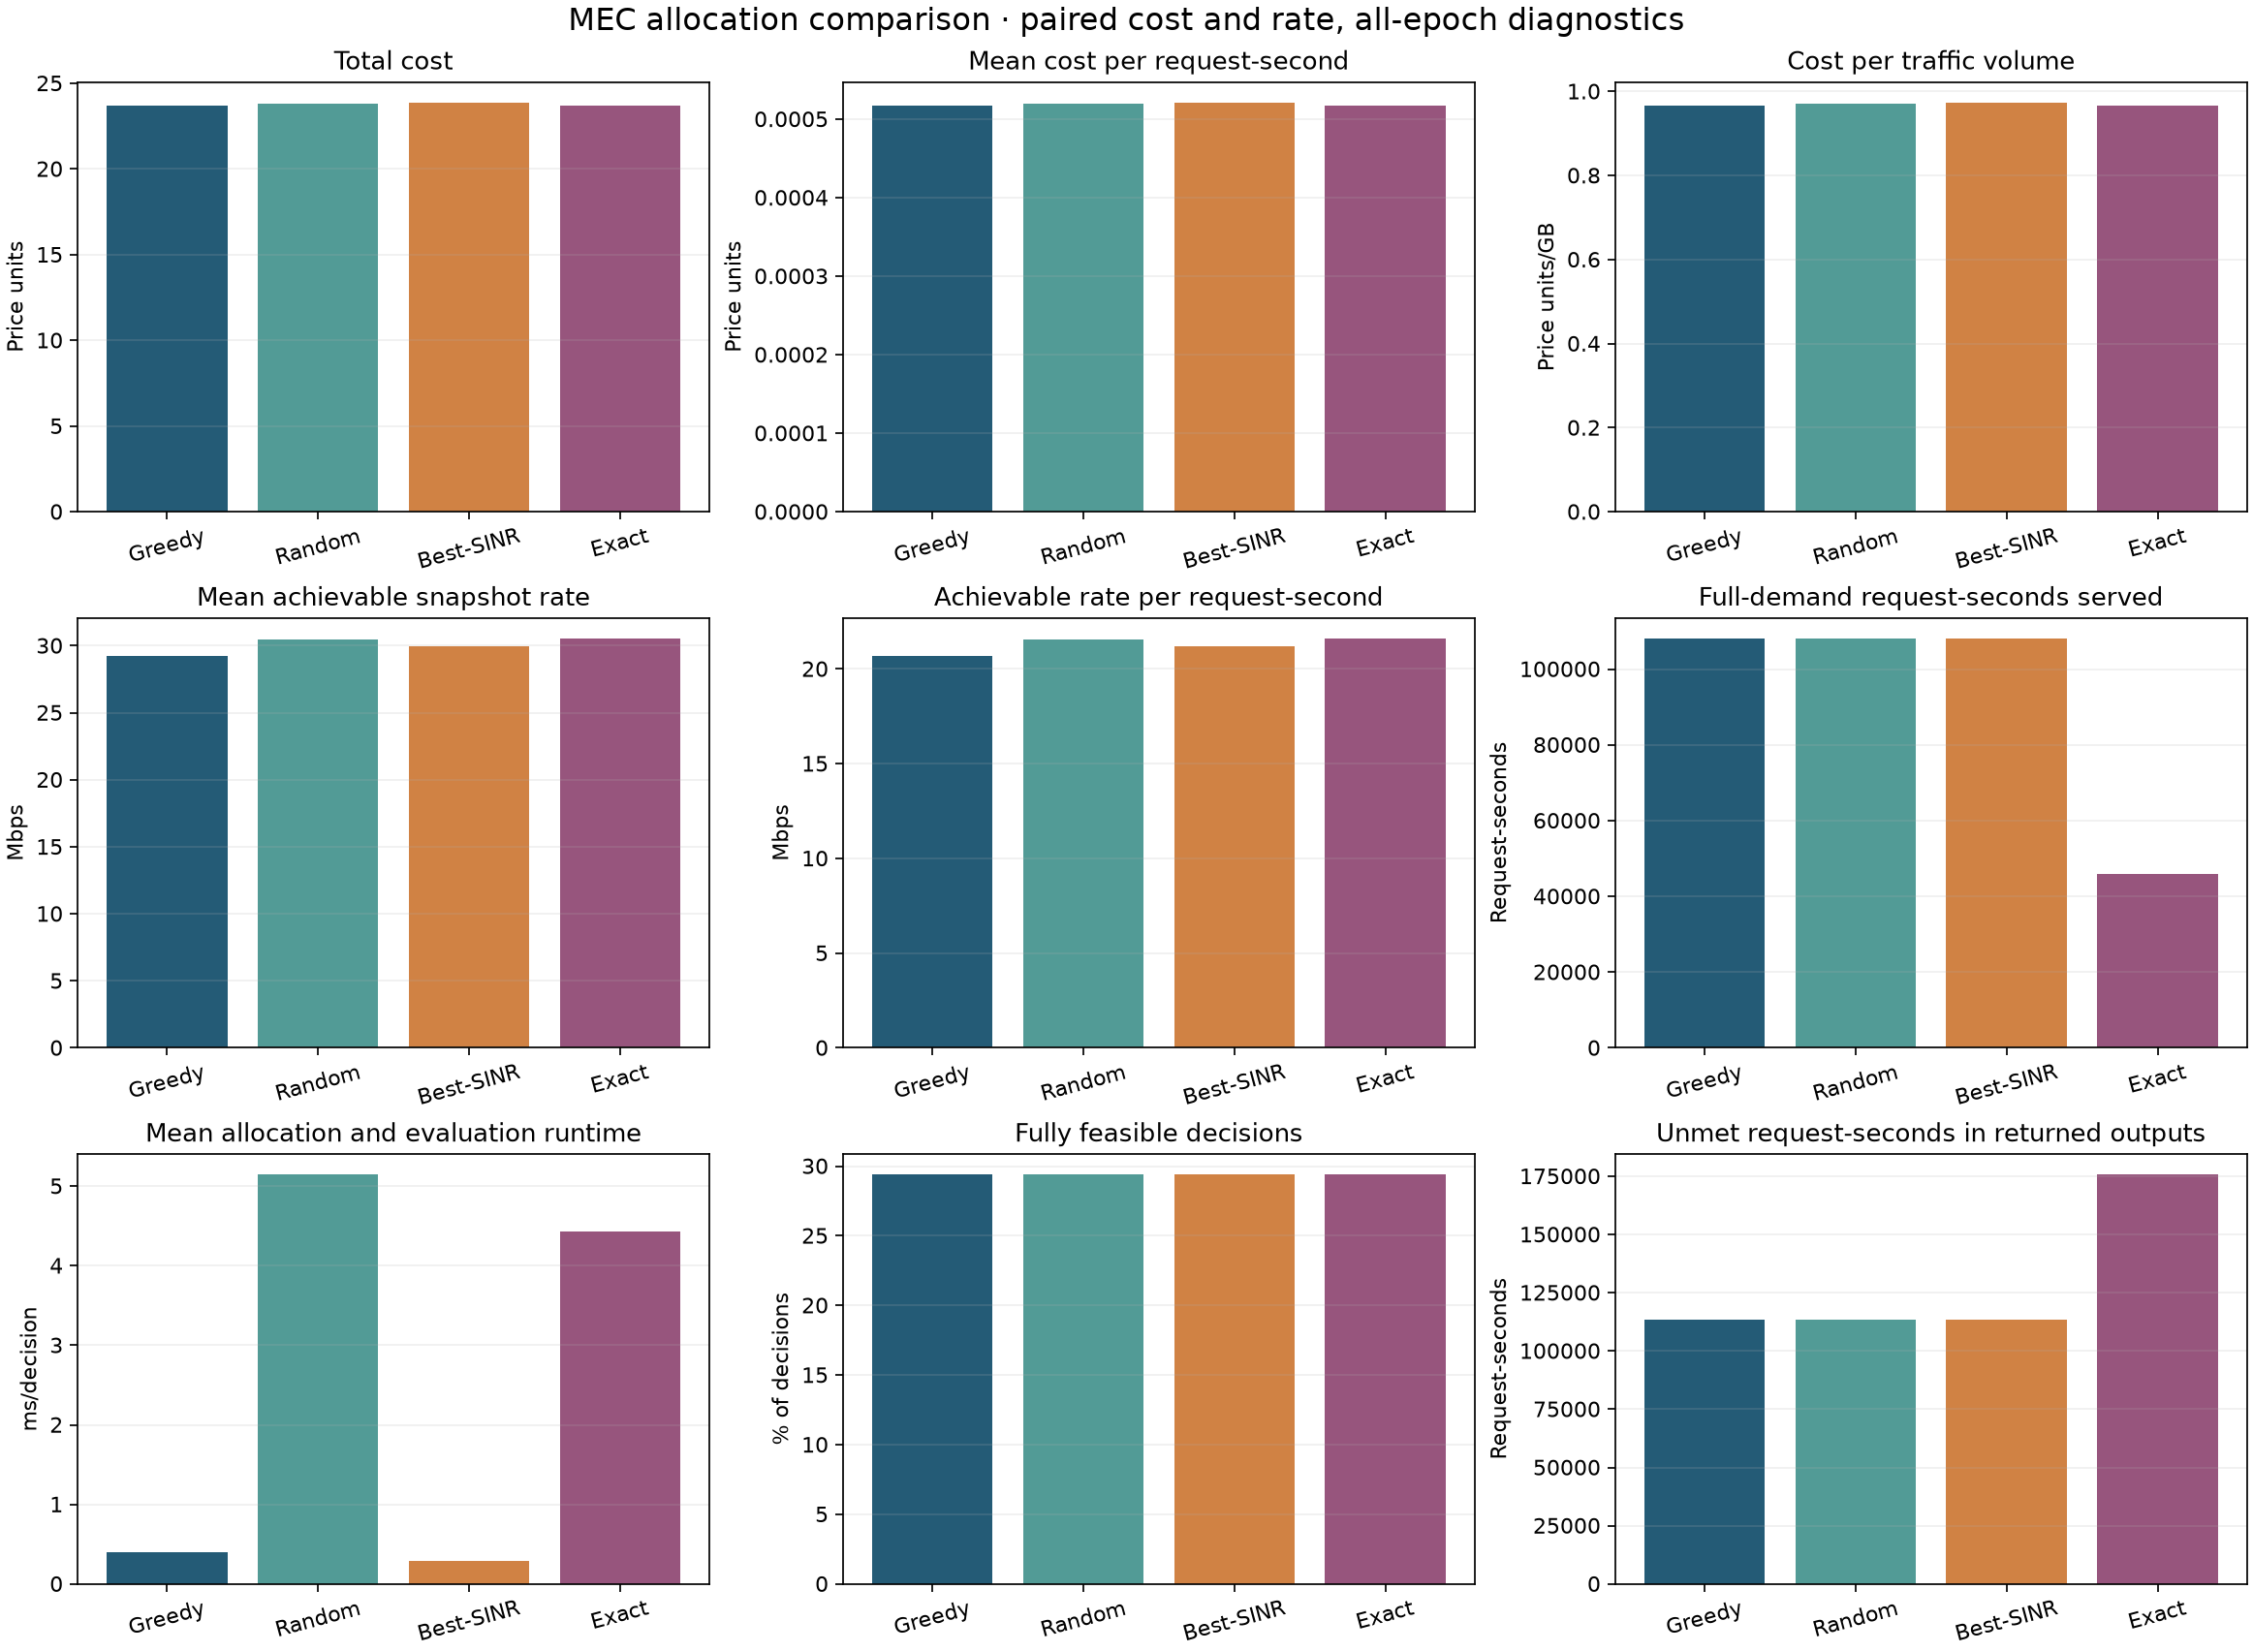 MEC allocation comparison · paired cost and rate, all-epoch diagnostics
Total cost
Price units
25
20
15
10
5
0
Greedy Random Best-SINR Exact
Mean cost per request-second
Price units
0.0005
0.0004
0.0003
0.0002
0.0001
0.0000
Greedy Random Best-SINR Exact
Cost per traffic volume
Price units/GB
1.0
0.8
0.6
0.4
0.2
0.0
Greedy Random Best-SINR Exact
Mean achievable snapshot rate
Mbps
30
25
20
15
10
5
0
Greedy Random Best-SINR Exact
Achievable rate per request-second
Mbps
20
15
10
5
0
Greedy Random Best-SINR Exact
Full-demand request-seconds served
Request-seconds
100000
80000
60000
40000
20000
0
Greedy Random Best-SINR Exact
Mean allocation and evaluation runtime
ms/decision
5
4
3
2
1
0
Greedy Random Best-SINR Exact
Fully feasible decisions
% of decisions
30
25
20
15
10
5
0
Greedy Random Best-SINR Exact
Unmet request-seconds in returned outputs
Request-seconds
175000
150000
125000
100000
75000
50000
25000
0
Greedy Random Best-SINR Exact